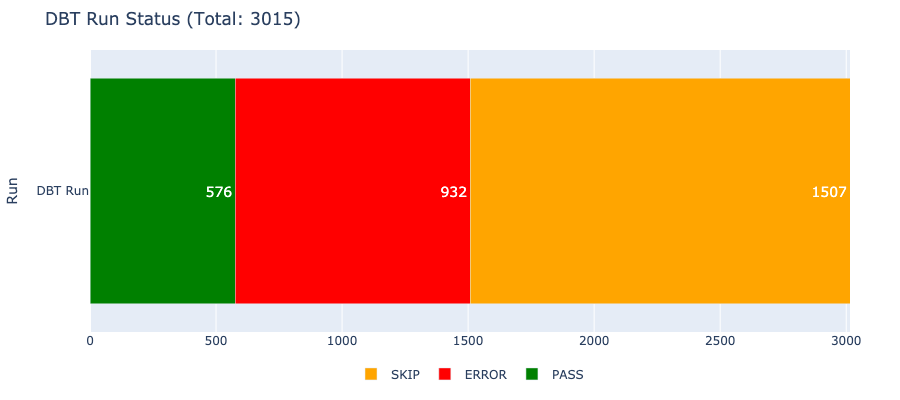 DBT Run Status (Total: 3015)
Run
DBT Run
576
932
1507
0 500 1000 1500 2000 2500 3000
SKIP ERROR PASS